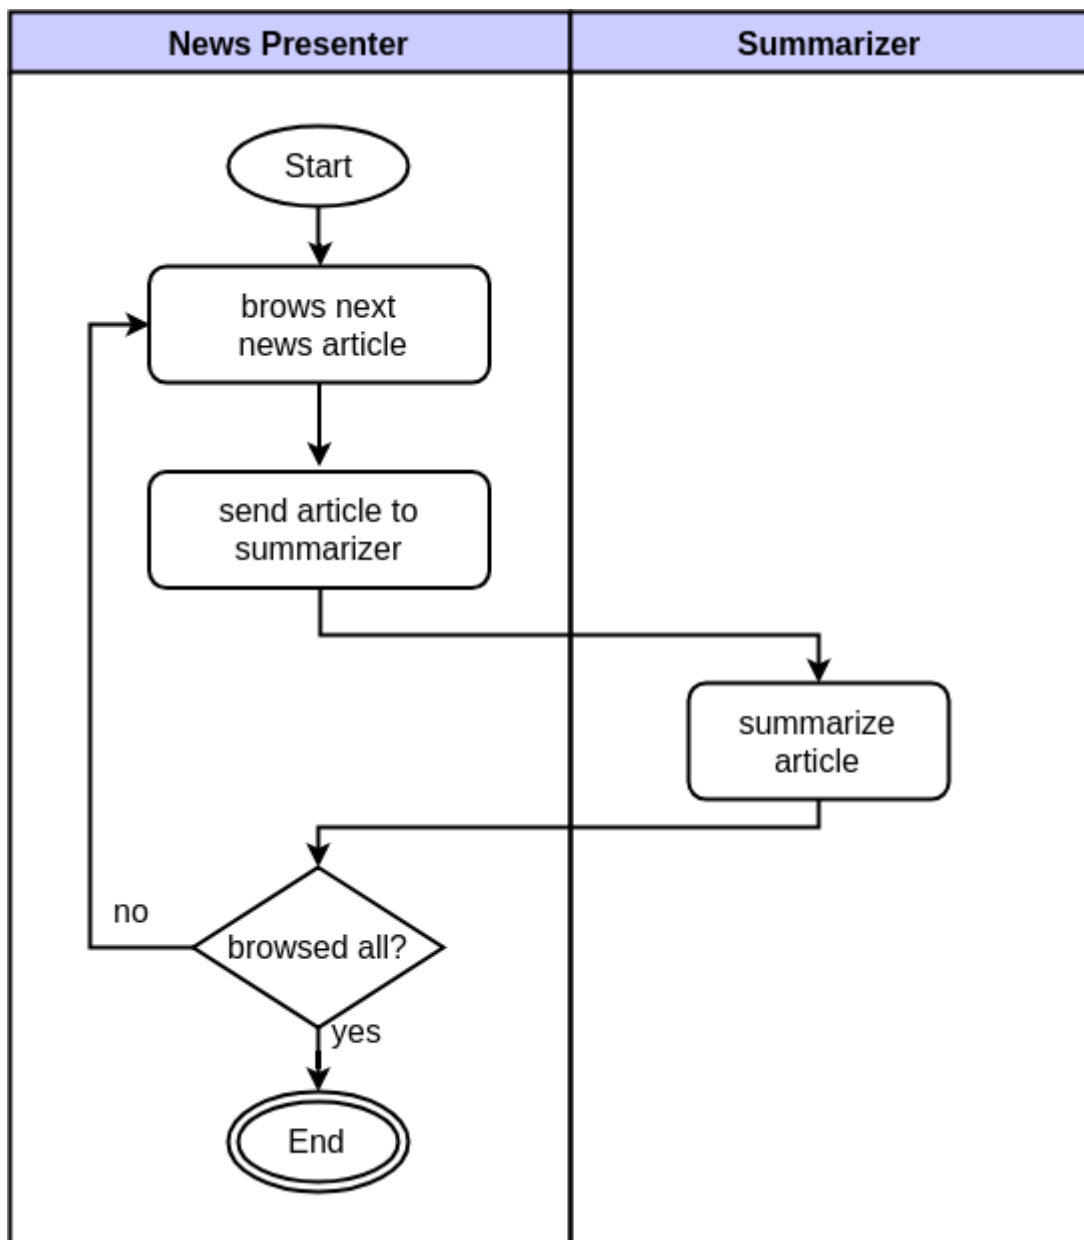 News Presenter
Summarizer
Start
brows next
news article
send article to
summarizer
summarize
article
no
browsed all?
yes
End